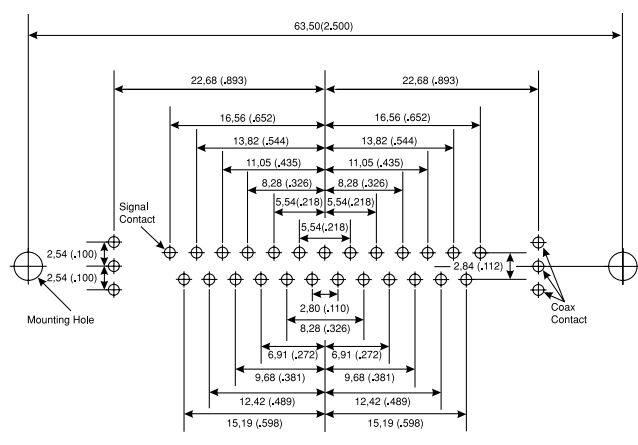 63,50(2.500)
22,68 (.893) 22,68 (.893)
16,56 (.652) 16,56 (.652)
13,82 (.544) 13,82 (.544)
11,05 (.435) 11,05 (.435)
8,28 (.326) 8,28 (.326)
5,54(.218) 5,54(.218)
Signal
Contact
5,54(.218)
2,54 (.100)
2,54 (.100)
2,84 (.112)
Mounting Hole
2,80 (.110)
Coax
Contact
8,28 (.326)
6,91 (.272) 6,91 (.272)
9,68 (.381) 9,68 (.381)
12,42 (.489) 12,42 (.489)
15,19 (.598) 15,19 (.598)